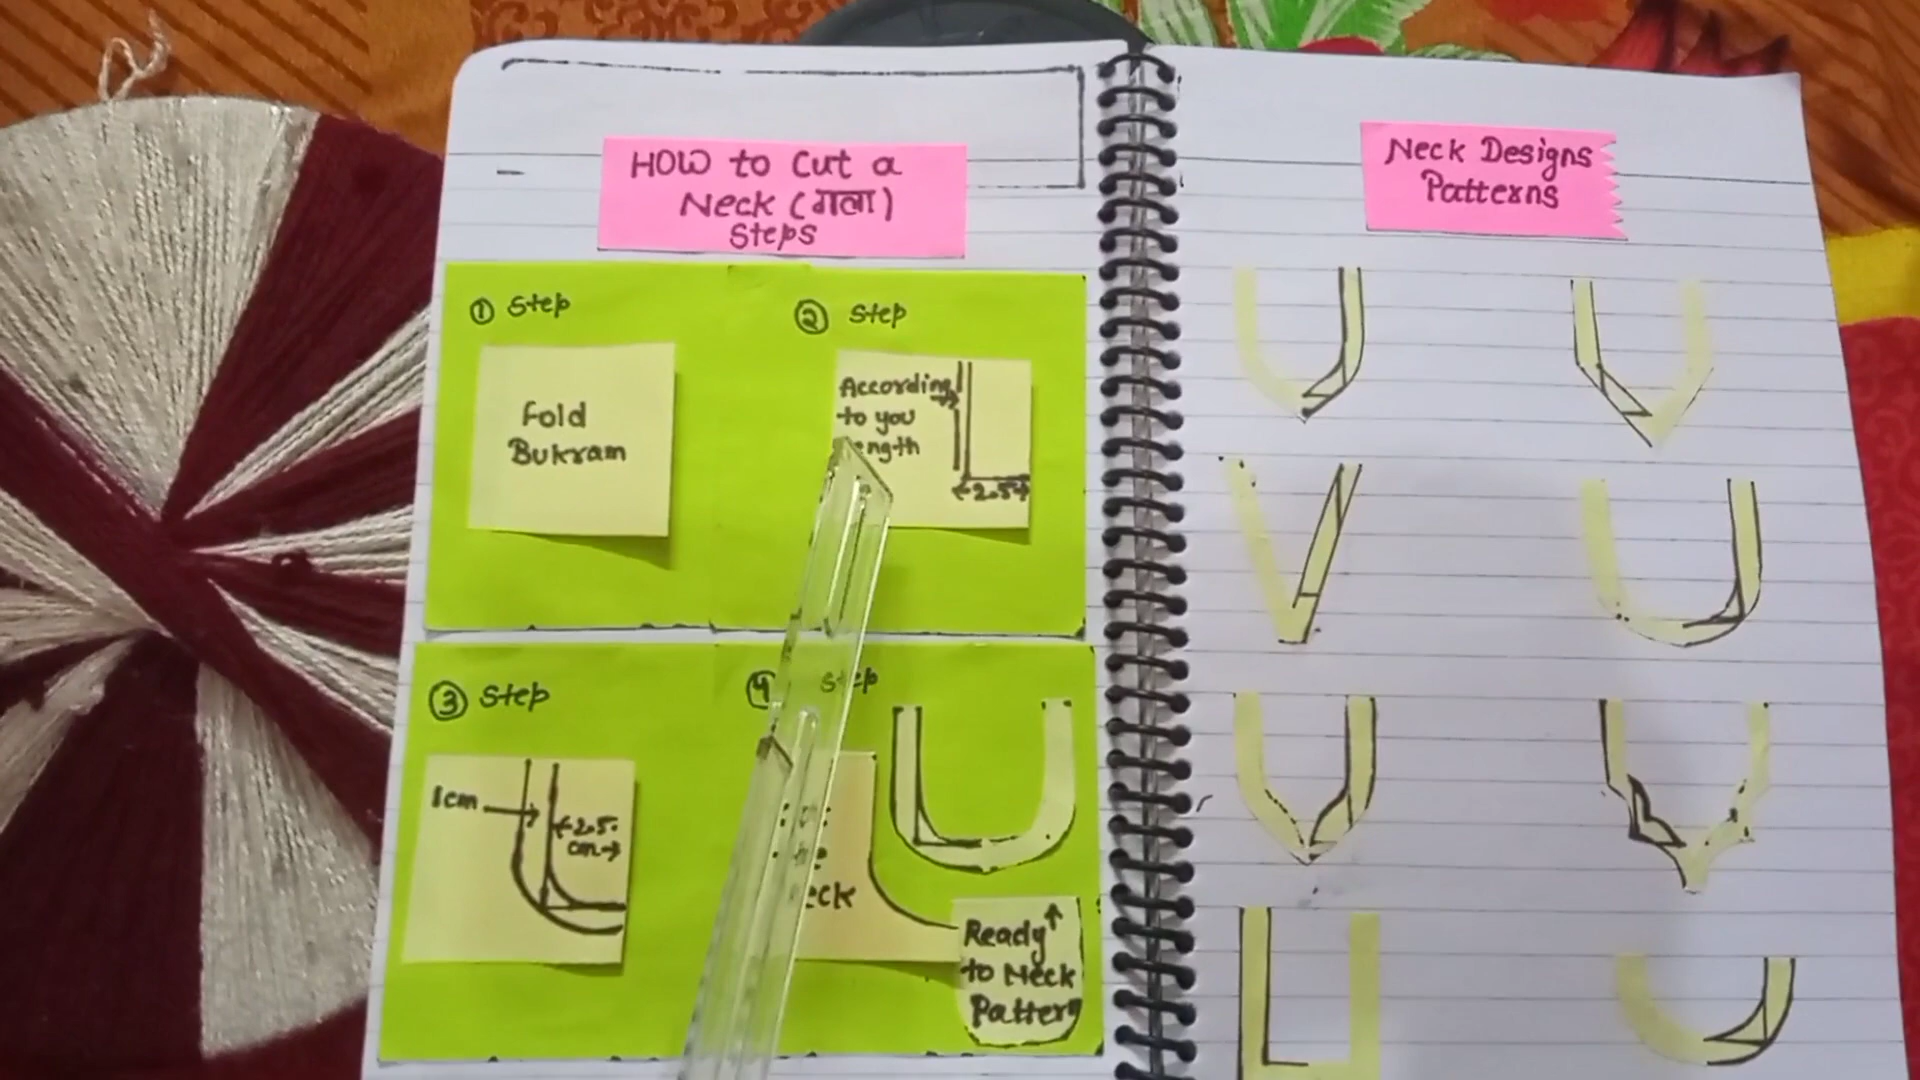 HOW to Cut a
Neck (गला)
Steps
① Step
Fold
Bukram
② Step
According
to you
ength
2.5
③ Step
1cm
2.5.
cm
④ Step
eck
Ready
to Neck
Pattern
Neck Designs
Patterns